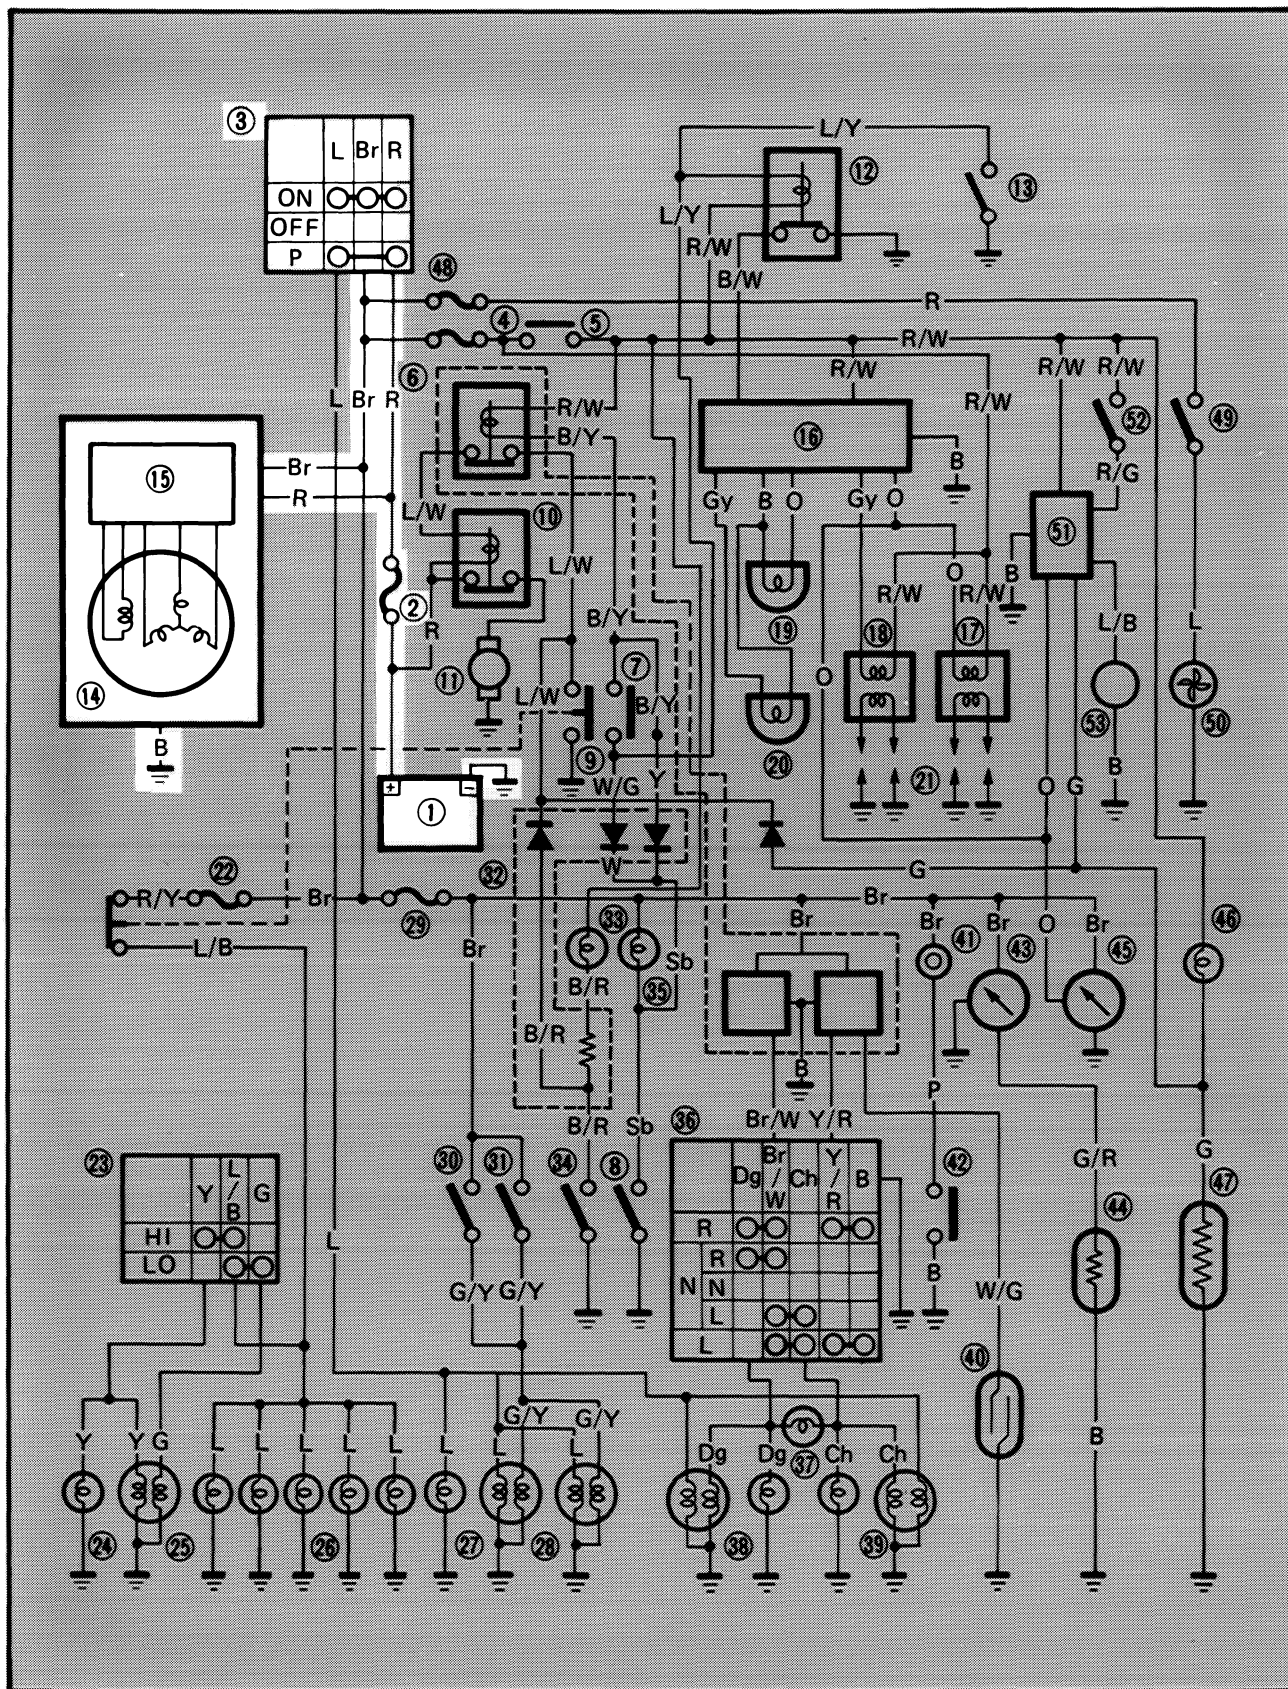 ③
L Br R
ON
OFF
P
L/Y
⑫
⑬
L/Y
R/W
B/W
㊽
R
④
⑤
R/W
R/W
R/W
R/W
R/W
⑥
L Br R
R/W
B/Y
⑯
B
52
49
R/G
⑮
Br
R
L/W
⑩
Gy B O Gy O
51
B
L/W
②
R
B/Y
⑲
O
R/W
R/W
L/B
L
⑱
⑰
⑪
⑦
L/W
B/Y
O
⑭
53
50
B
⑨
⑳
㉑
B
+
−
①
W/G
Y
O
G
㉒
㉜
W
G
R/Y
Br
㉙
Br
Br
L/B
Br
㉝
Sb
㉟
Br
㊶
Br
㊸
O
Br
㊺
㊻
B/R
B/R
B
P
B/R
Sb
Br/W
Y/R
㊱
㉓
Y L/B G
HI
LO
㉚
㉛
㉞
⑧
Dg Br/W Ch Y/R B
R
N R
N
L
L
㊷
G/R
G
㊹
㊼
L
G/Y
G/Y
B
W/G
㊵
G/Y
G/Y
B
Y
Y
G
L
L
L
L
L
L
L
L
Dg
Dg
㊲
Ch
Ch
㉔
㉕
㉖
㉗
㉘
㊳
㊴